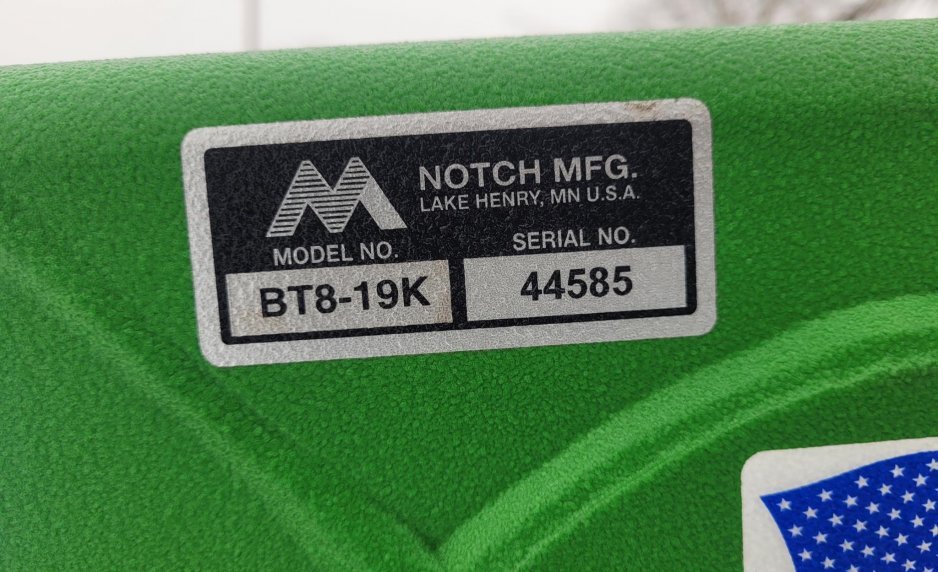 NOTCH MFG.
LAKE HENRY, MN U.S.A.
MODEL NO.
BT8-19K
SERIAL NO.
44585